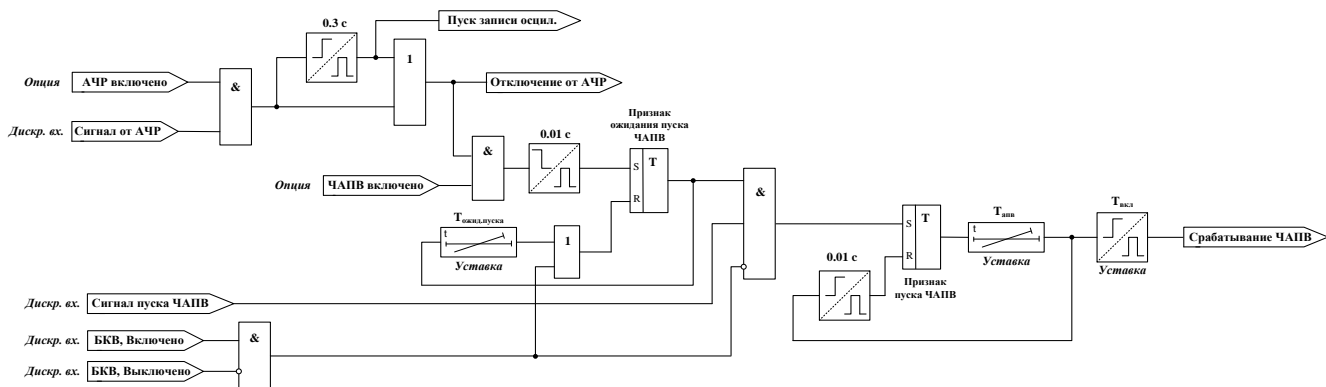 0.3 с
Пуск записи осцил.
1
Опция
АЧР включено
&
Отключение от АЧР
Дискр. вх.
Сигнал от АЧР
Признак
ожидания пуска
ЧАПВ
&
0.01 с
S
Т
R
&
Опция
ЧАПВ включено
Tожид.пуска
t
Уставка
1
0.01 с
S
Т
R
Признак
пуска ЧАПВ
Tапв
t
Уставка
Tвкл
Уставка
Срабатывание ЧАПВ
Дискр. вх.
Сигнал пуска ЧАПВ
Дискр. вх.
БКВ, Включено
&
Дискр. вх.
БКВ, Выключено